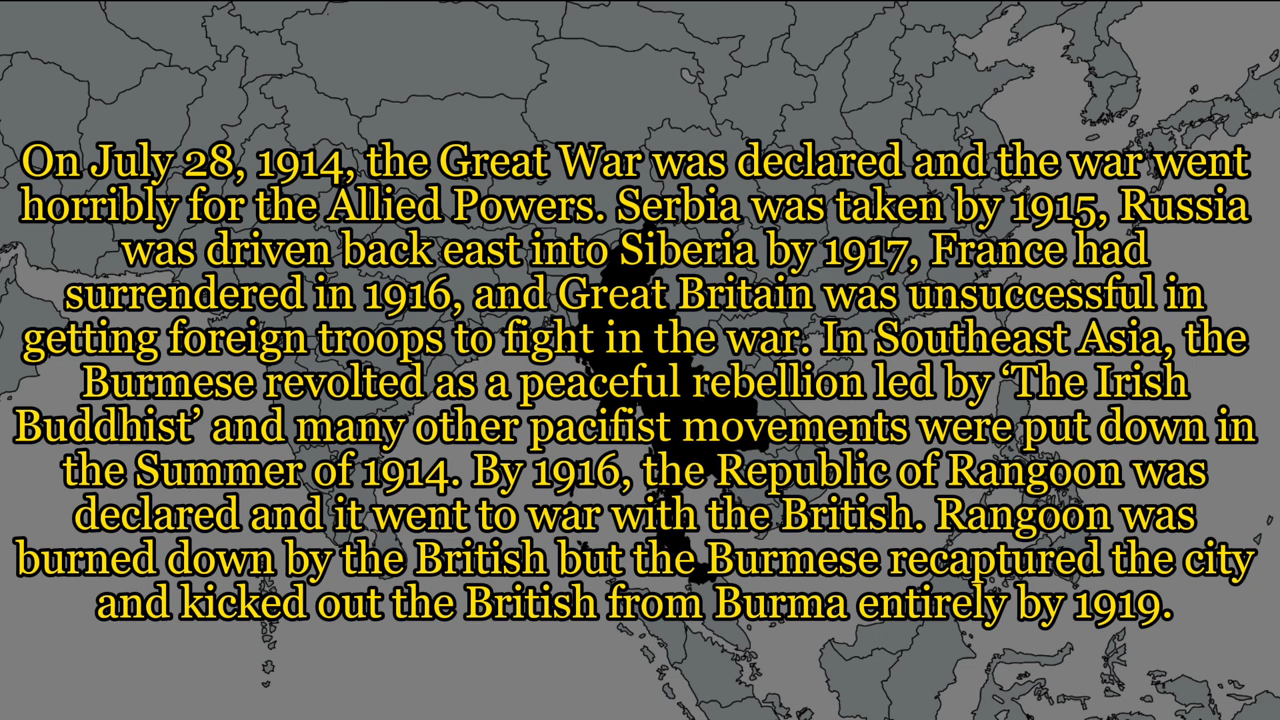 On July 28, 1914, the Great War was declared and the war went
horribly for the Allied Powers. Serbia was taken by 1915, Russia
was driven back east into Siberia by 1917, France had
surrendered in 1916, and Great Britain was unsuccessful in
getting foreign troops to fight in the war. In Southeast Asia, the
Burmese revolted as a peaceful rebellion led by ‘The Irish
Buddhist’ and many other pacifist movements were put down in
the Summer of 1914. By 1916, the Republic of Rangoon was
declared and it went to war with the British. Rangoon was
burned down by the British but the Burmese recaptured the city
and kicked out the British from Burma entirely by 1919.